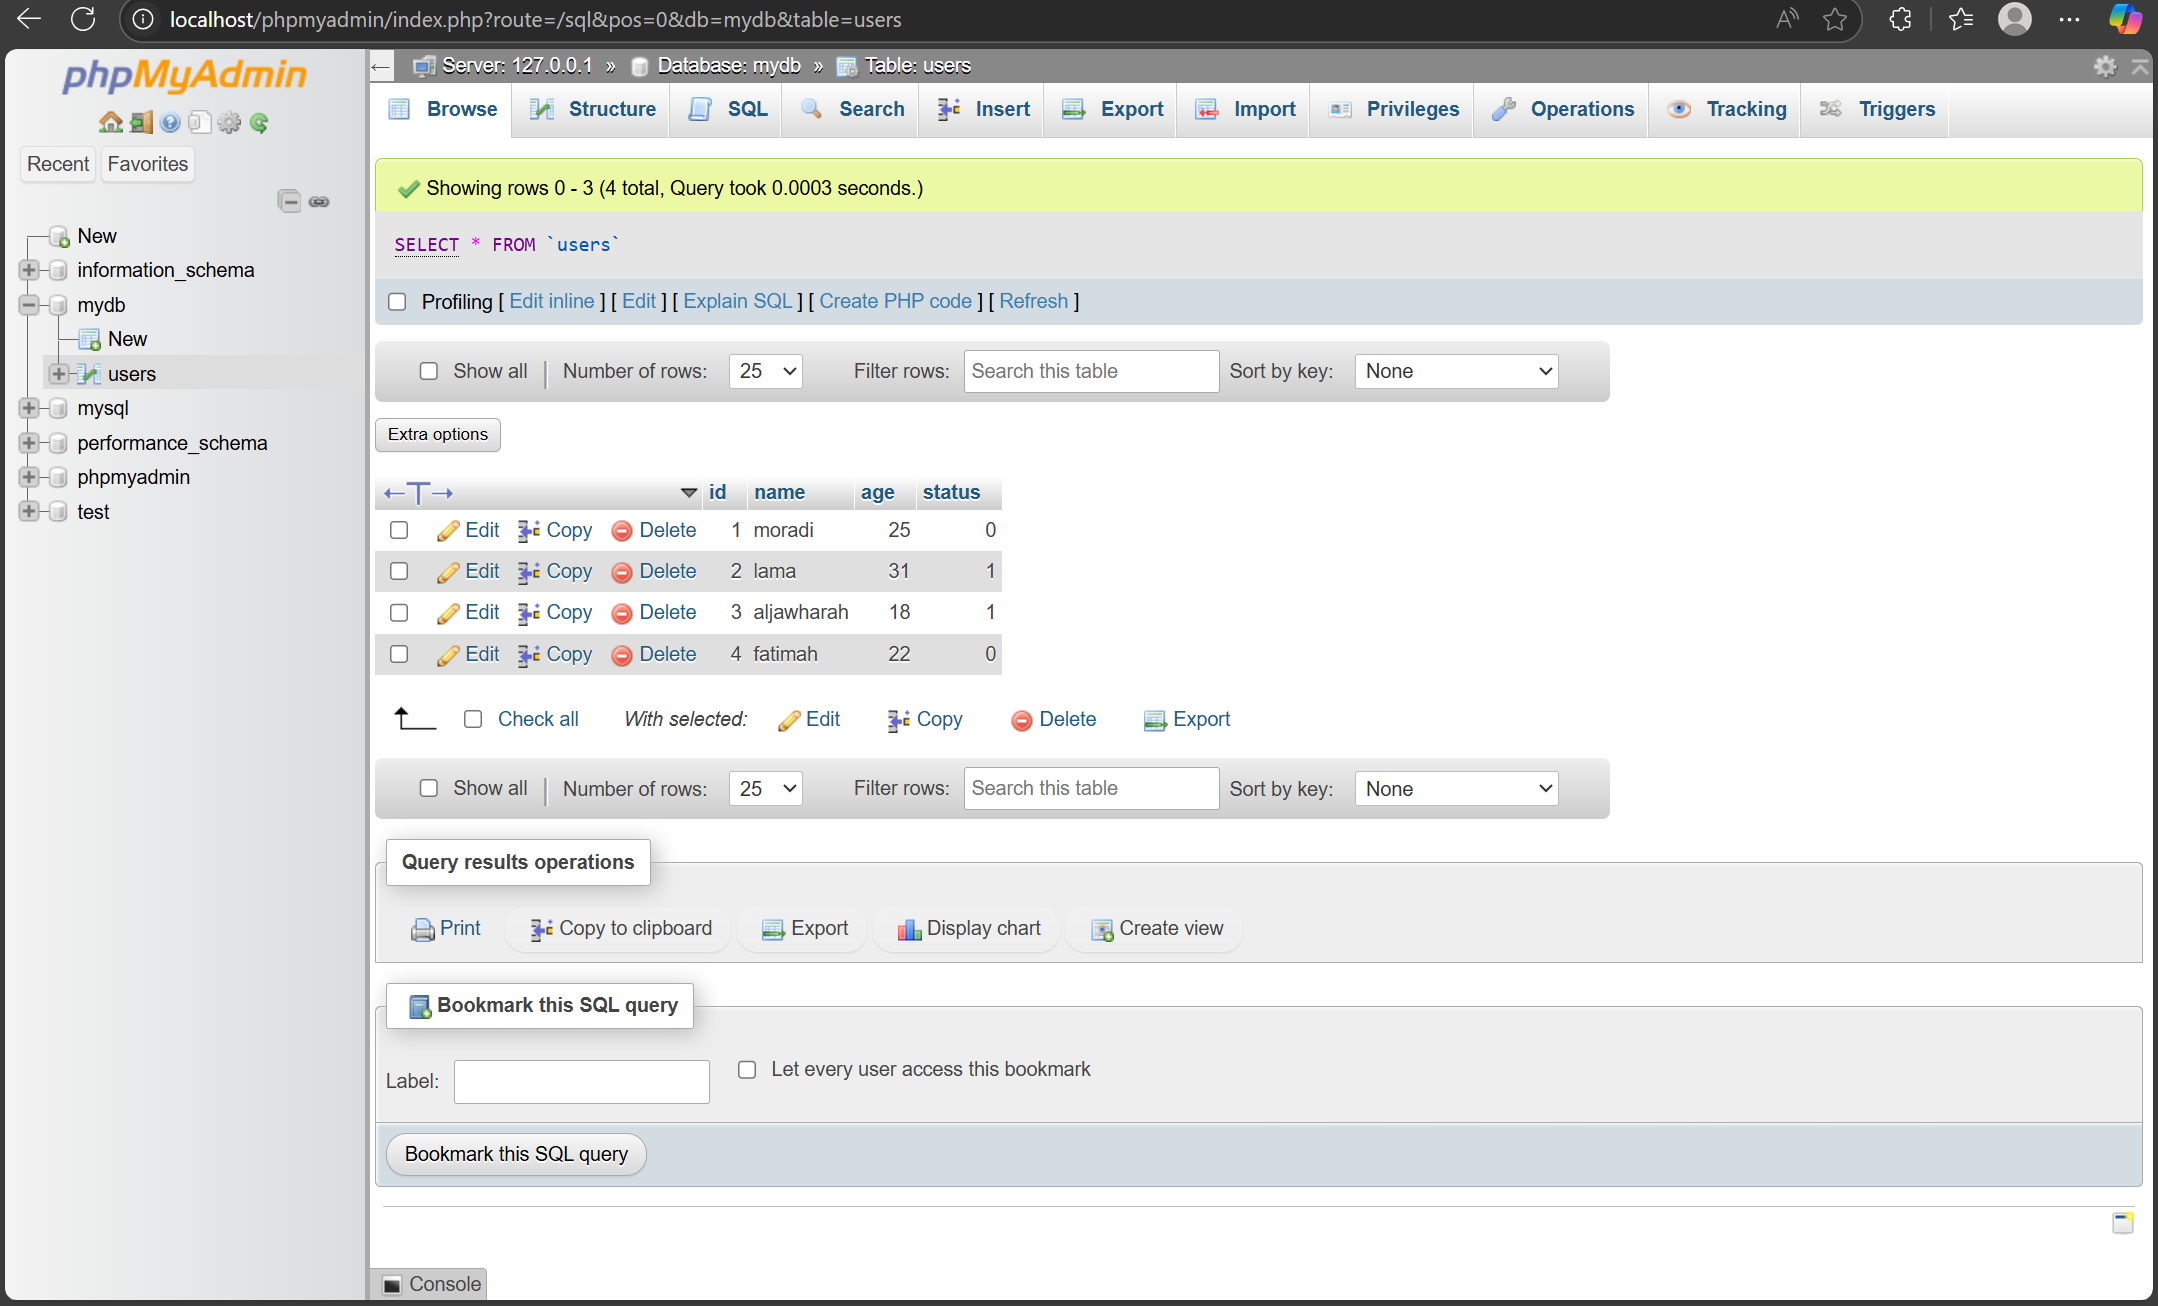 localhost/phpmyadmin/index.php?route=/sql&pos=0&db=mydb&table=users
phpMyAdmin
Recent Favorites
New
information_schema
mydb
New
users
mysql
performance_schema
phpmyadmin
test
Server: 127.0.0.1 » Database: mydb » Table: users
Browse Structure SQL Search Insert Export Import Privileges Operations Tracking Triggers
Showing rows 0 - 3 (4 total, Query took 0.0003 seconds.)
SELECT * FROM `users`
Profiling [ Edit inline ] [ Edit ] [ Explain SQL ] [ Create PHP code ] [ Refresh ]
Show all | Number of rows: 25 Filter rows: Search this table Sort by key: None
Extra options
←T→ id name age status
Edit Copy Delete 1 moradi 25 0
Edit Copy Delete 2 lama 31 1
Edit Copy Delete 3 aljawharah 18 1
Edit Copy Delete 4 fatimah 22 0
Check all With selected: Edit Copy Delete Export
Show all | Number of rows: 25 Filter rows: Search this table Sort by key: None
Query results operations
Print Copy to clipboard Export Display chart Create view
Bookmark this SQL query
Label: Let every user access this bookmark
Bookmark this SQL query
Console